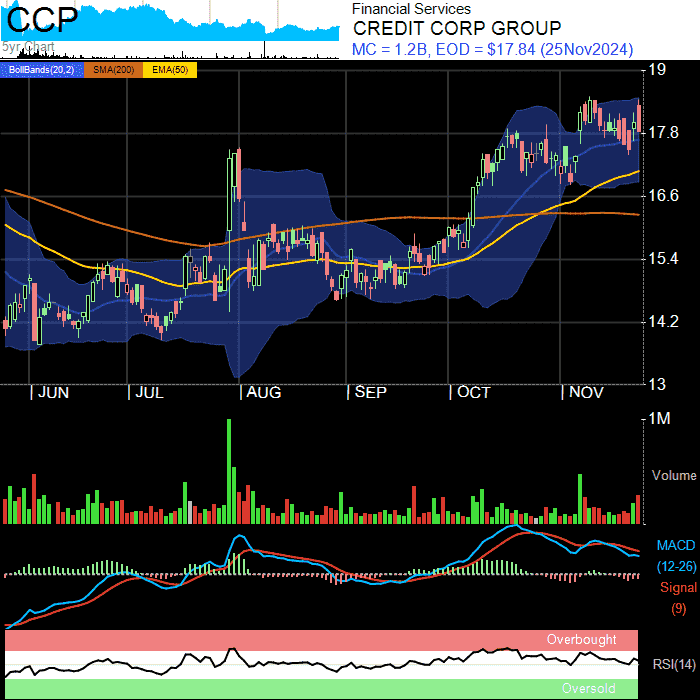 CCP
5yr Chart
Financial Services
CREDIT CORP GROUP
MC = 1.2B, EOD = $17.84 (25Nov2024)
BollBands(20,2) SMA(200) EMA(50)
19
17.8
16.6
15.4
14.2
13
JUN JUL AUG SEP OCT NOV
1M
Volume
MACD
(12-26)
Signal
(9)
Overbought
RSI(14)
Oversold